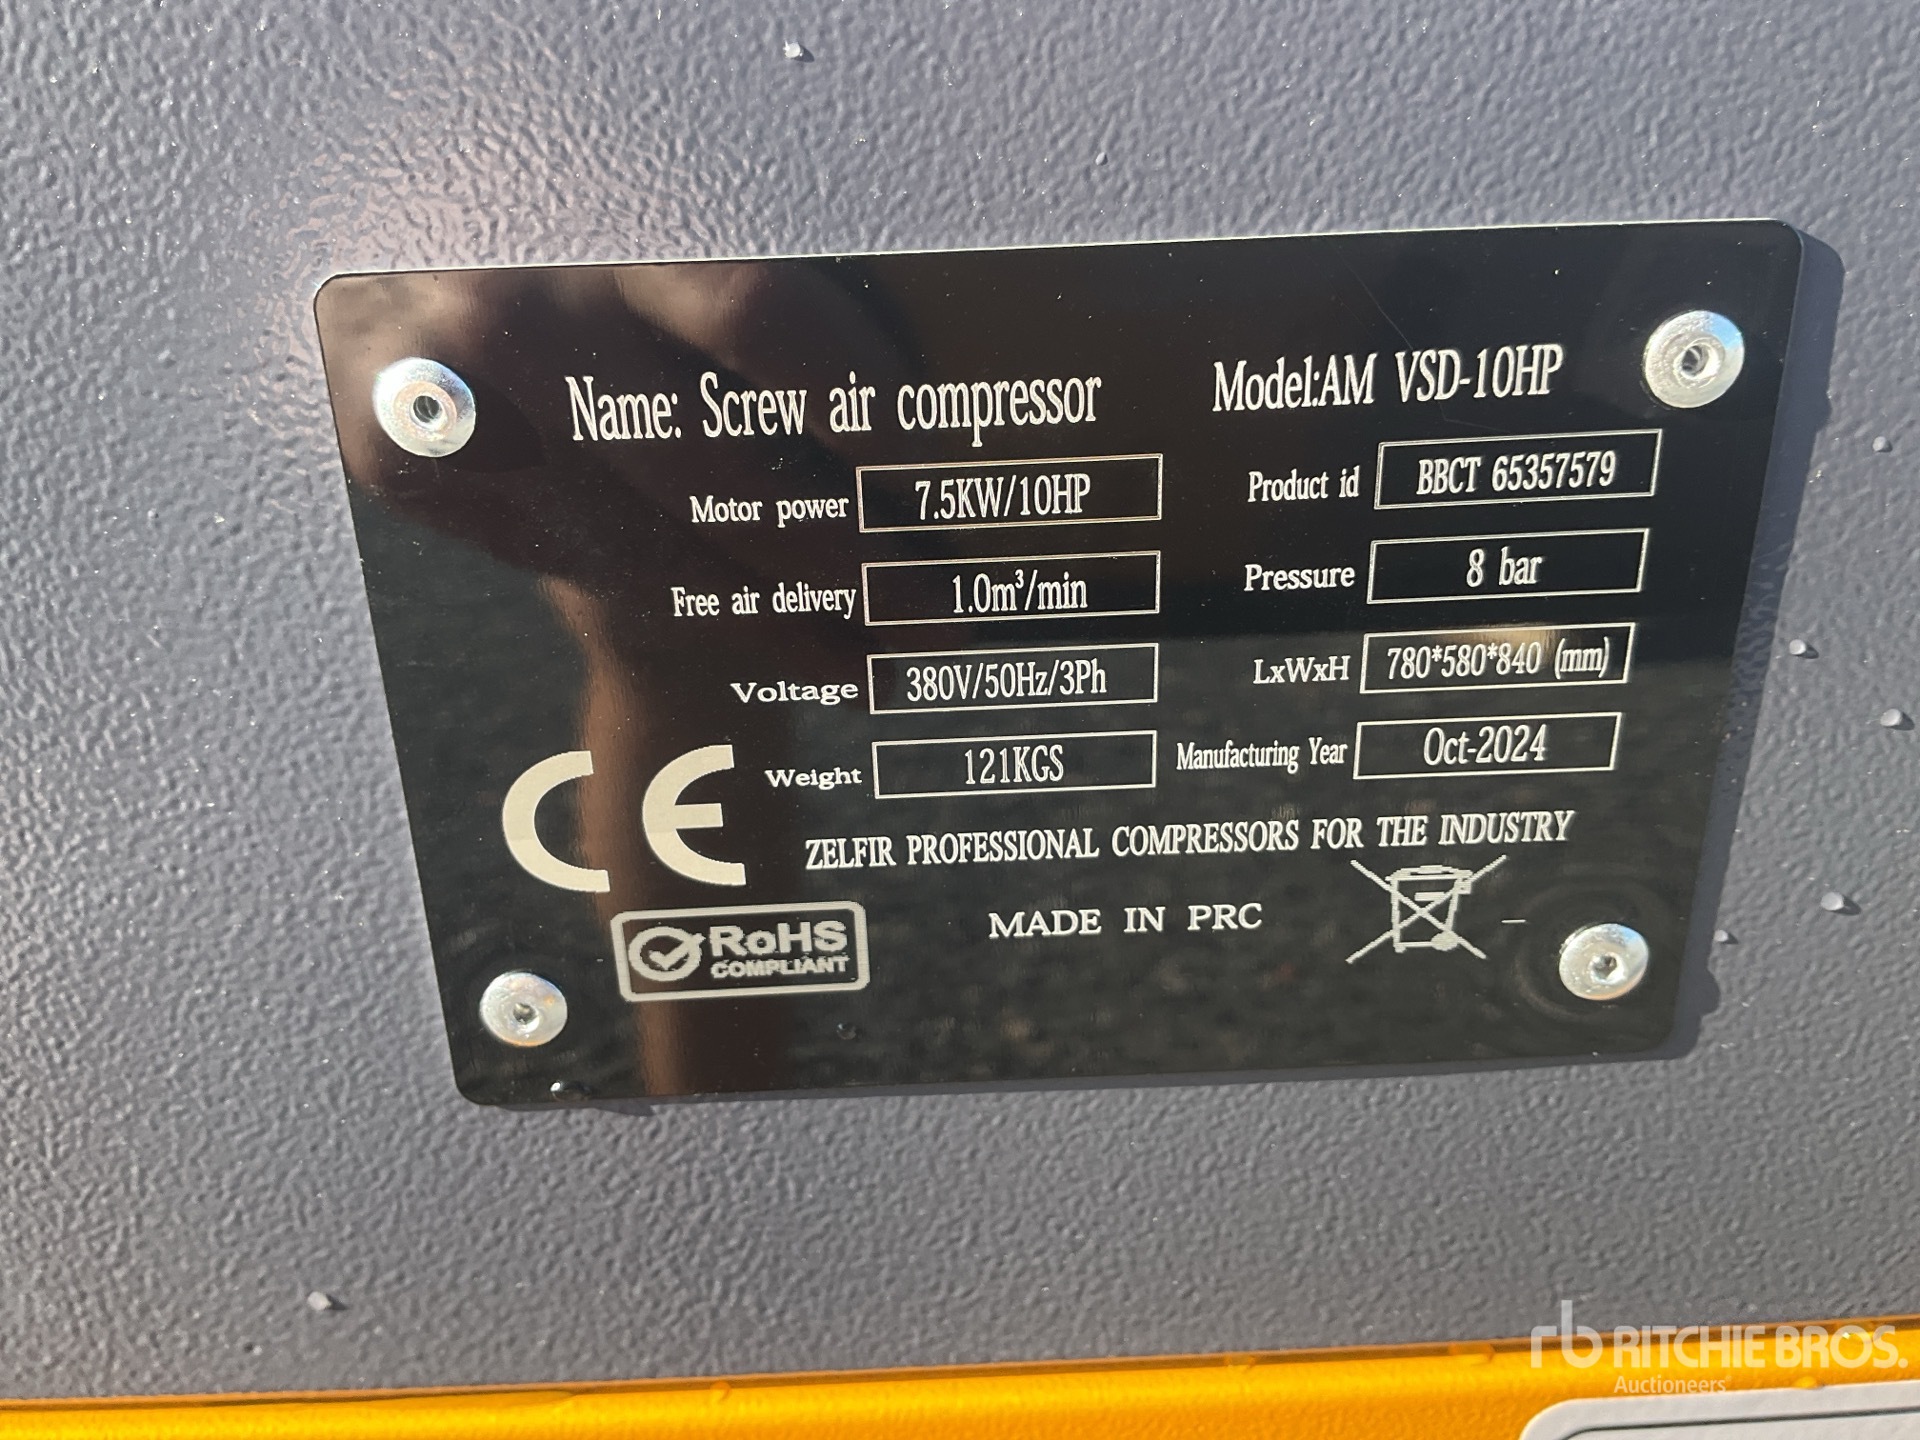 Name: Screw air compressor Model:AM VSD-10HP
Motor power 7.5KW/10HP Product id BBCT 65357579
Free air delivery 1.0m³/min Pressure 8 bar
Voltage 380V/50Hz/3Ph LxWxH 780*580*840 (mm)
Weight 121KGS Manufacturing Year Oct-2024
CE
ZELFIR PROFESSIONAL COMPRESSORS FOR THE INDUSTRY
RoHS
COMPLIANT
MADE IN PRC
rb RITCHIE BROS.
Auctioneers